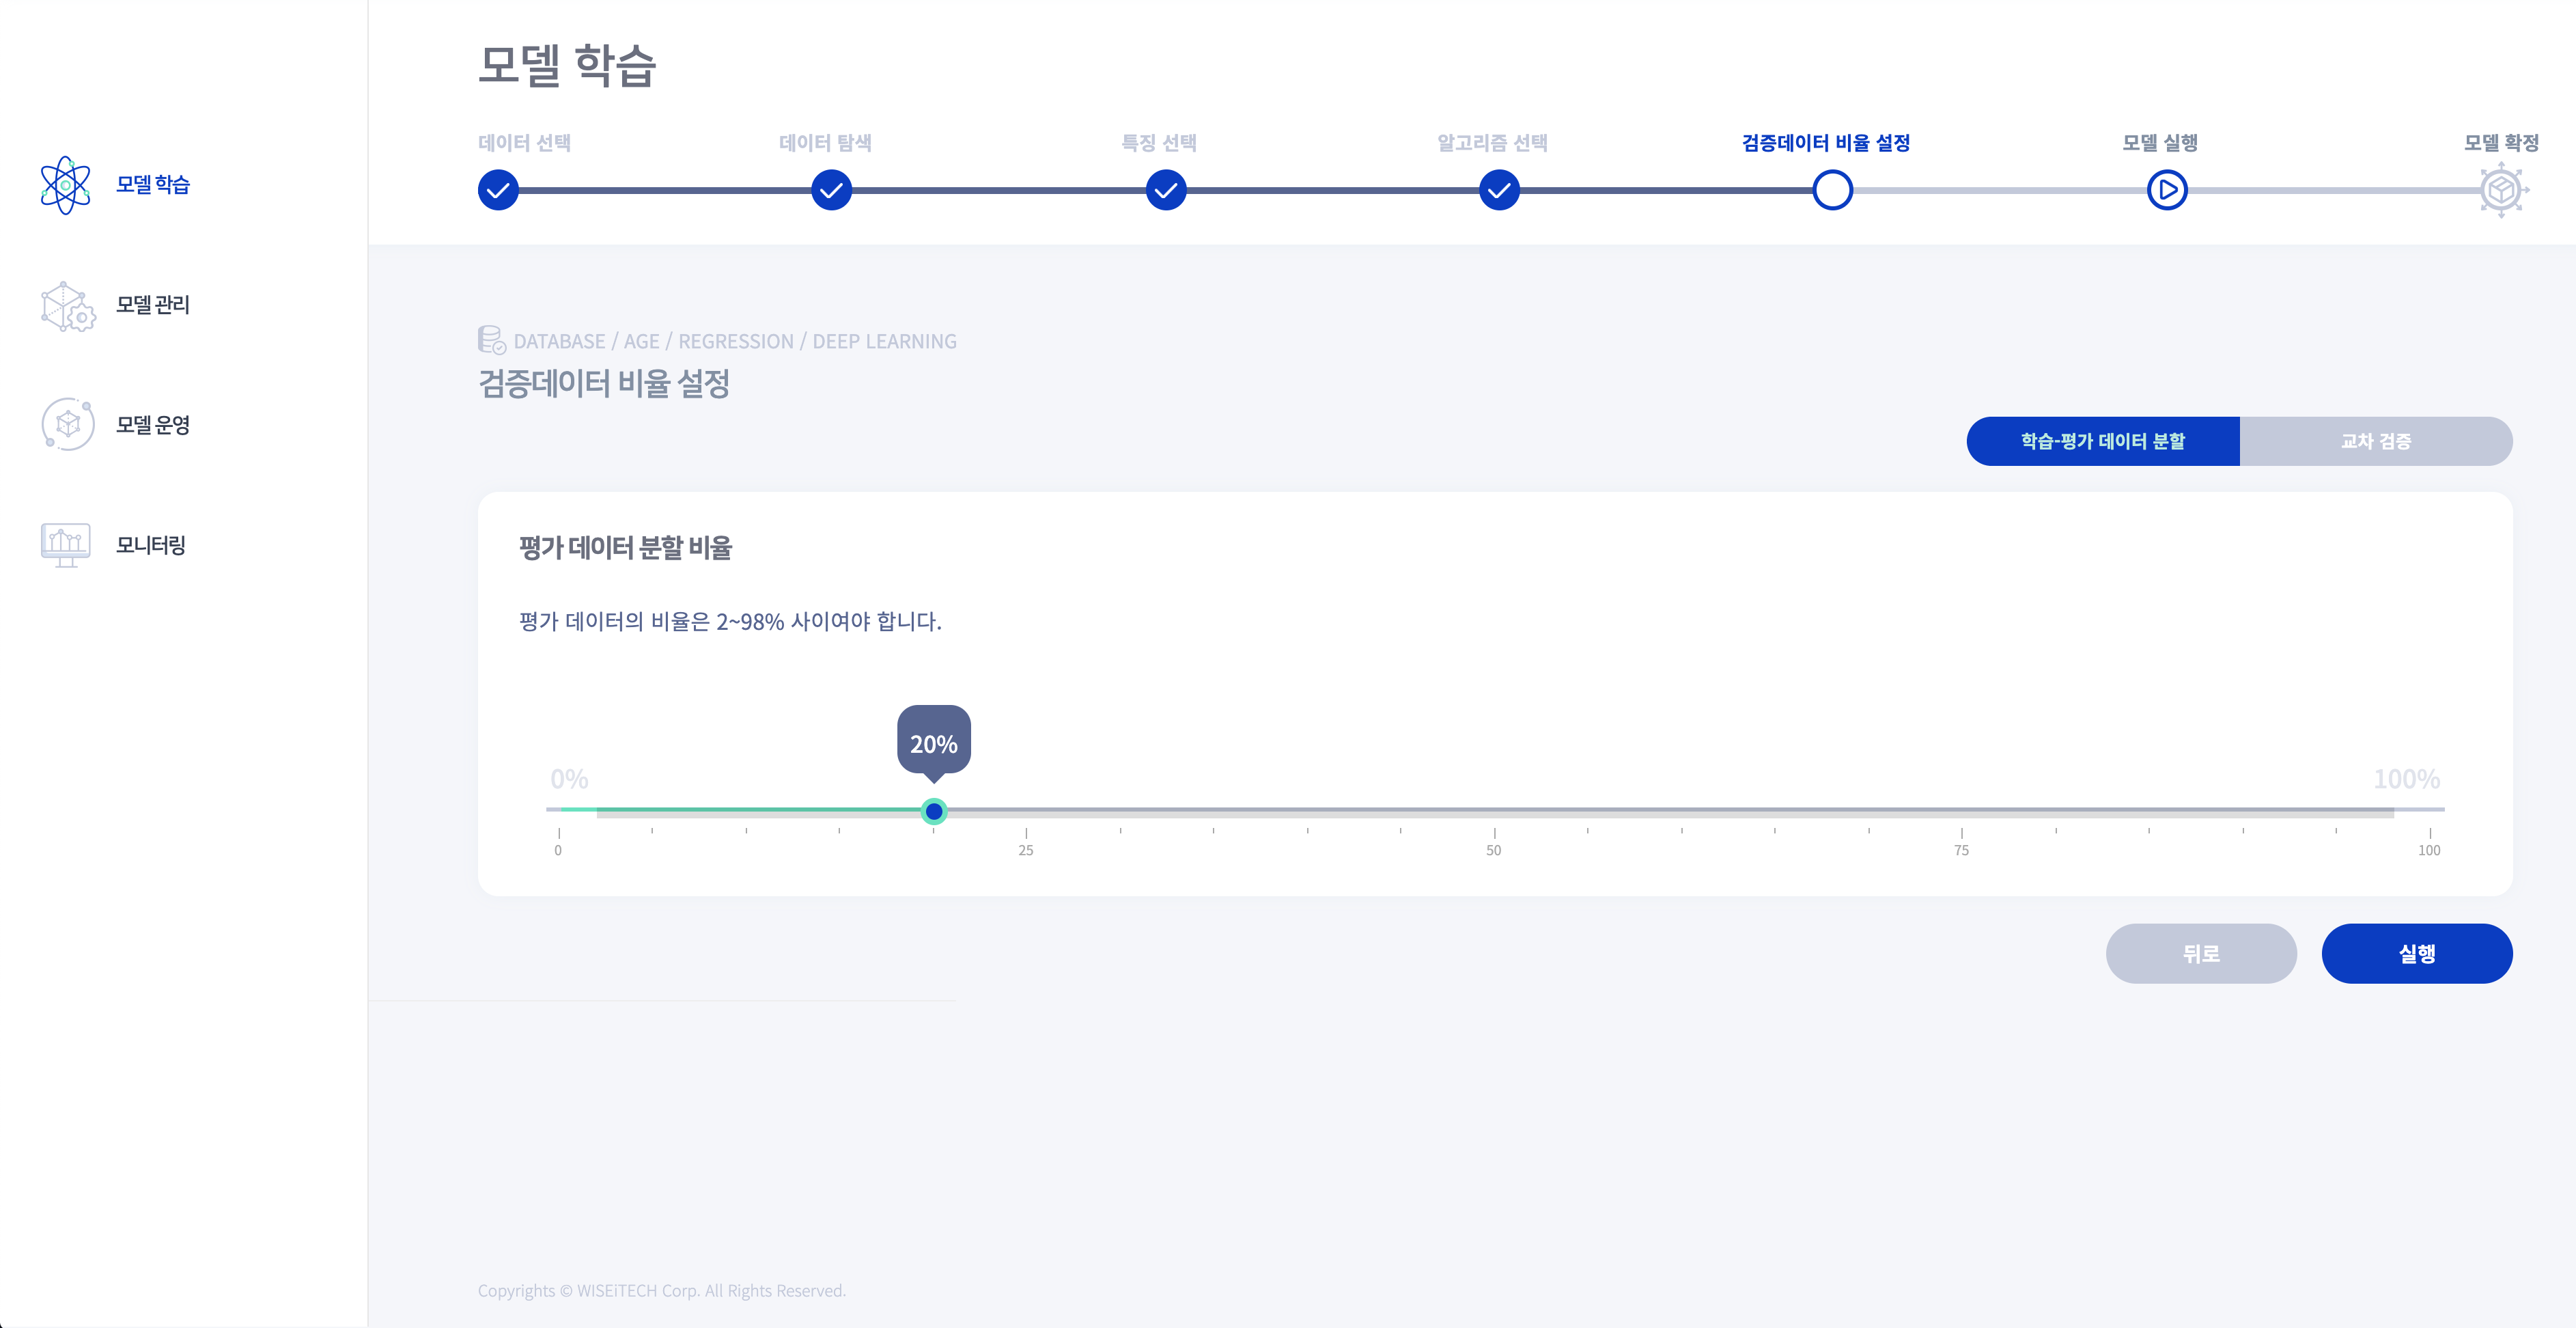 모델 학습
데이터 선택
데이터 탐색
특징 선택
알고리즘 선택
검증데이터 비율 설정
모델 실행
모델 확정
모델 학습
모델 관리
모델 운영
모니터링
DATABASE / AGE / REGRESSION / DEEP LEARNING
검증데이터 비율 설정
학습-평가 데이터 분할
교차 검증
평가 데이터 분할 비율
평가 데이터의 비율은 2~98% 사이여야 합니다.
20%
0%
100%
0
25
50
75
100
뒤로
실행
Copyrights © WISEiTECH Corp. All Rights Reserved.